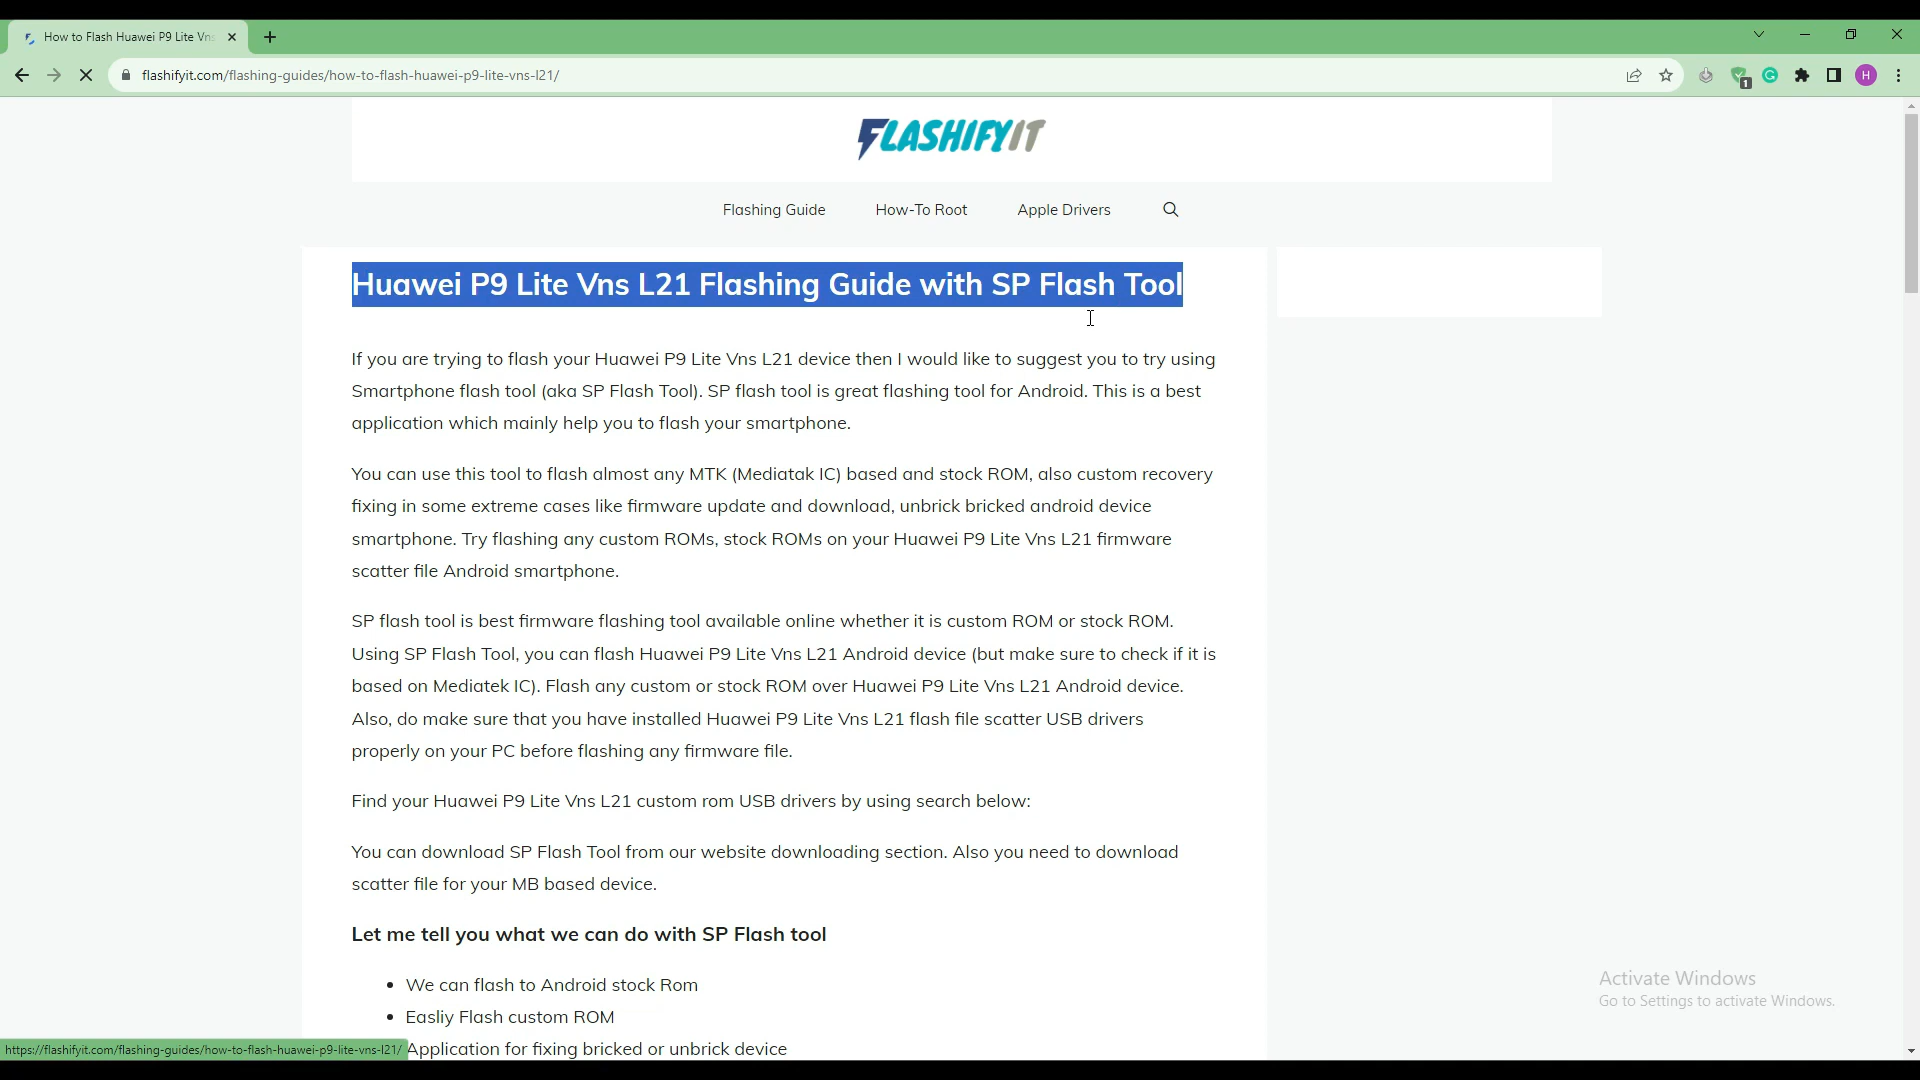 How to Flash Huawei P9 Lite Vns
flashifyit.com/flashing-guides/how-to-flash-huawei-p9-lite-vns-l21/
1
H
FLASHIFYIT
Flashing Guide How-To Root Apple Drivers
Huawei P9 Lite Vns L21 Flashing Guide with SP Flash Tool
If you are trying to flash your Huawei P9 Lite Vns L21 device then I would like to suggest you to try using
Smartphone flash tool (aka SP Flash Tool). SP flash tool is great flashing tool for Android. This is a best
application which mainly help you to flash your smartphone.
You can use this tool to flash almost any MTK (Mediatak IC) based and stock ROM, also custom recovery
fixing in some extreme cases like firmware update and download, unbrick bricked android device
smartphone. Try flashing any custom ROMs, stock ROMs on your Huawei P9 Lite Vns L21 firmware
scatter file Android smartphone.
SP flash tool is best firmware flashing tool available online whether it is custom ROM or stock ROM.
Using SP Flash Tool, you can flash Huawei P9 Lite Vns L21 Android device (but make sure to check if it is
based on Mediatek IC). Flash any custom or stock ROM over Huawei P9 Lite Vns L21 Android device.
Also, do make sure that you have installed Huawei P9 Lite Vns L21 flash file scatter USB drivers
properly on your PC before flashing any firmware file.
Find your Huawei P9 Lite Vns L21 custom rom USB drivers by using search below:
You can download SP Flash Tool from our website downloading section. Also you need to download
scatter file for your MB based device.
Let me tell you what we can do with SP Flash tool
We can flash to Android stock Rom
Easliy Flash custom ROM
Application for fixing bricked or unbrick device
Activate Windows
Go to Settings to activate Windows.
https://flashifyit.com/flashing-guides/how-to-flash-huawei-p9-lite-vns-l21/